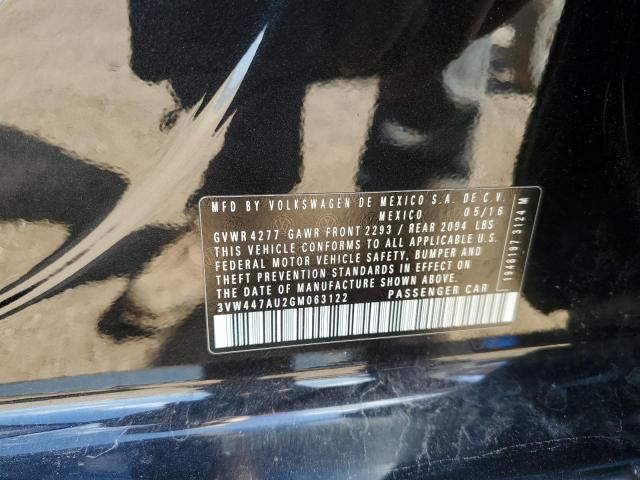 MFD BY VOLKSWAGEN DE MEXICO S.A. DE C.V.
MEXICO 05/16
GVWR 4277 GAWR FRONT 2293 / REAR 2094 LBS
THIS VEHICLE CONFORMS TO ALL APPLICABLE U.S.
FEDERAL MOTOR VEHICLE SAFETY, BUMPER AND
THEFT PREVENTION STANDARDS IN EFFECT ON
THE DATE OF MANUFACTURE SHOWN ABOVE.
3VW447AU2GM063122 PASSENGER CAR
1948197 3124 M